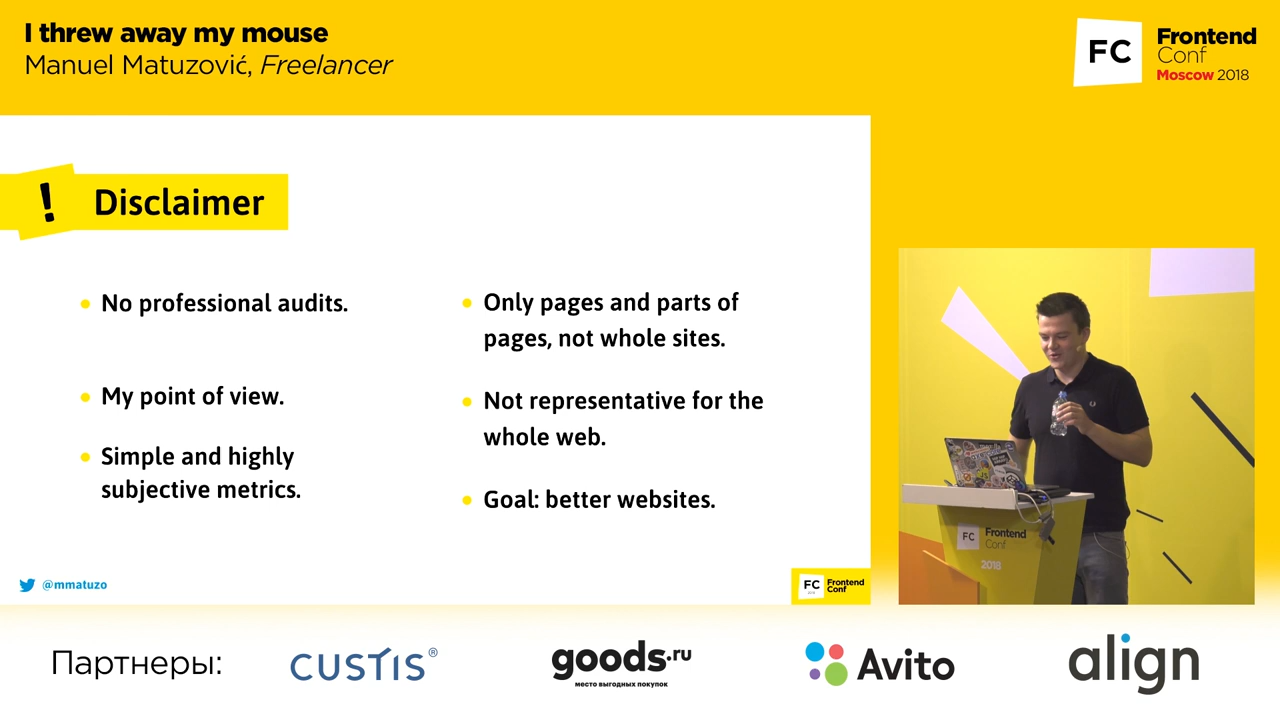 I threw away my mouse
Manuel Matuzović, Freelancer
FC
Frontend
Conf
Moscow 2018
!
Disclaimer
No professional audits.
My point of view.
Simple and highly
subjective metrics.
Only pages and parts of
pages, not whole sites.
Not representative for the
whole web.
Goal: better websites.
@mmatuzo
FC
Frontend
Conf
FC
Frontend
Conf
2018
Партнеры:
CUSTIS®
goods.ru
место выгодных покупок
Avito
align